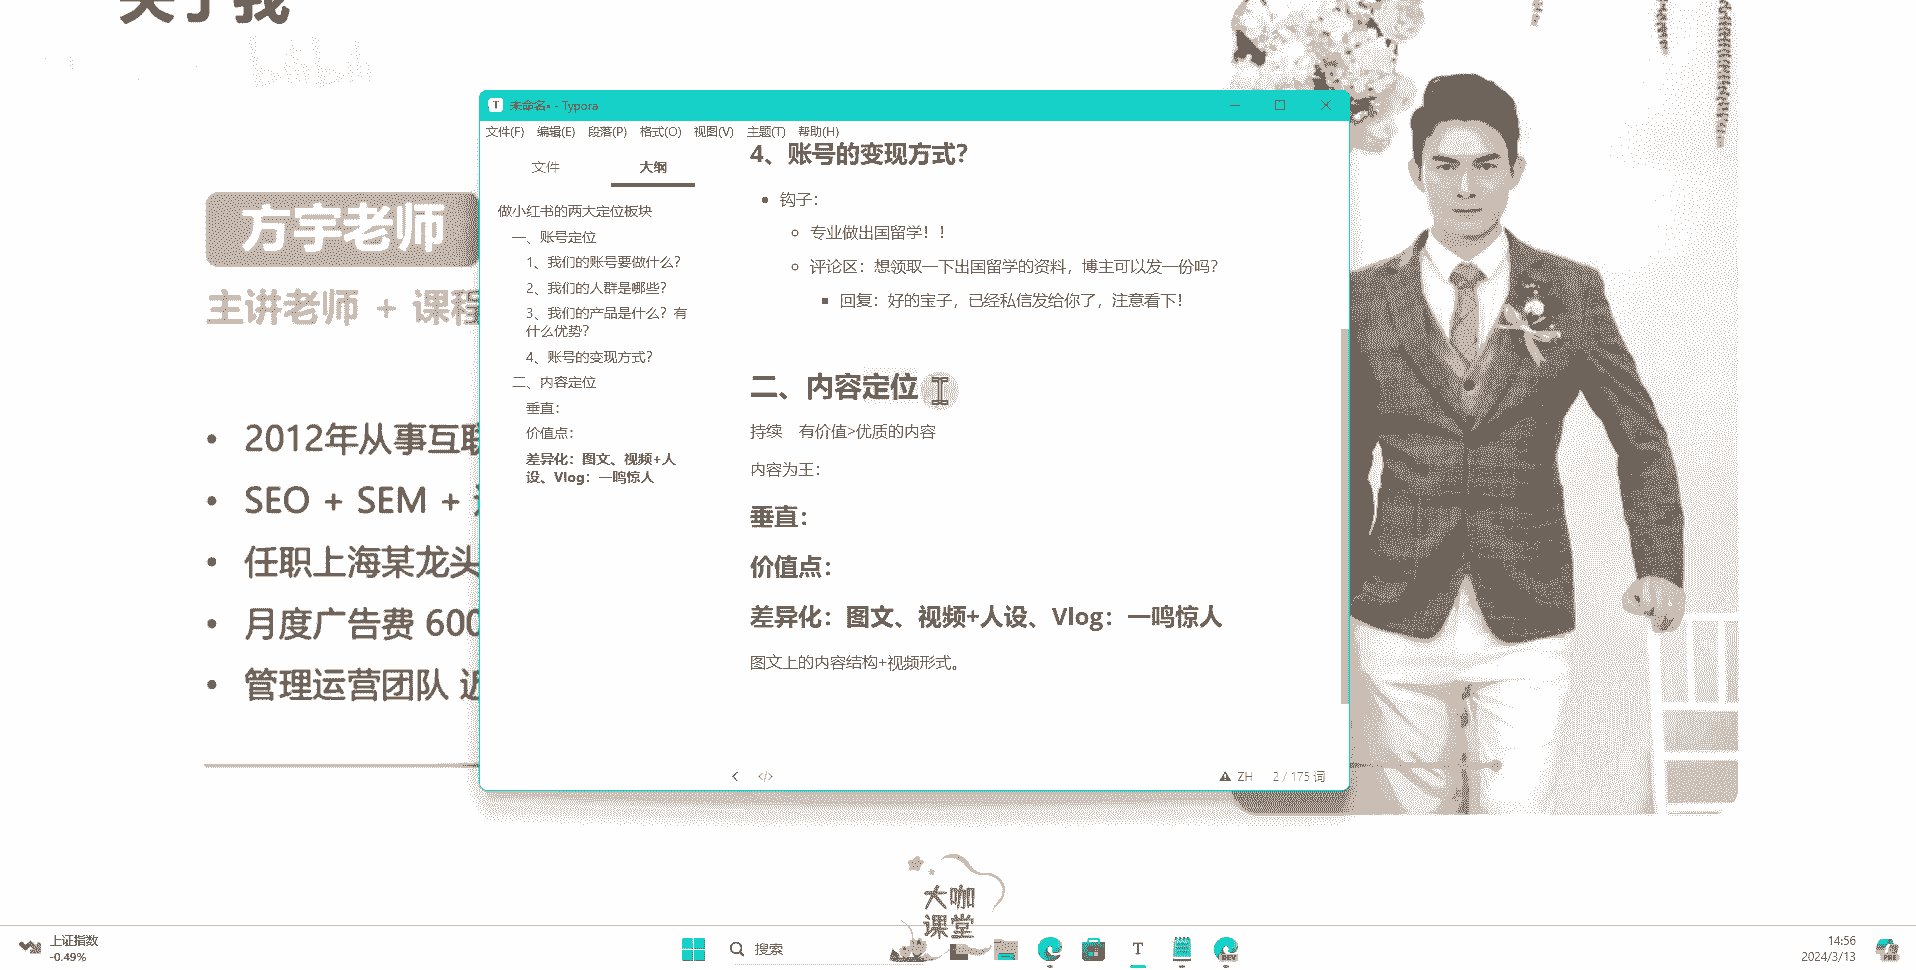 关于我
bilibili
方宇老师
主讲老师 + 课程
2012年从事互联
SEO + SEM +
任职上海某龙头
月度广告费 600
管理运营团队 近
未命名• - Typora
文件(F) 编辑(E) 段落(P) 格式(O) 视图(V) 主题(T) 帮助(H)
文件 大纲
做小红书的两大定位板块
一、账号定位
1、我们的账号要做什么?
2、我们的人群是哪些?
3、我们的产品是什么?有
什么优势?
4、账号的变现方式?
二、内容定位
垂直:
价值点:
差异化:图文、视频+人
设、Vlog:一鸣惊人
4、账号的变现方式?
钩子:
专业做出国留学!!
评论区:想领取一下出国留学的资料,博主可以发一份吗?
回复:好的宝子,已经私信发给你了,注意看下!
二、内容定位
持续 有价值>优质的内容
内容为王:
垂直:
价值点:
差异化:图文、视频+人设、Vlog:一鸣惊人
图文上的内容结构+视频形式。
ZH 2 / 175 词
大咖
课堂
上证指数
-0.49%
搜索
T
DEV
14:56
2024/3/13
PRE